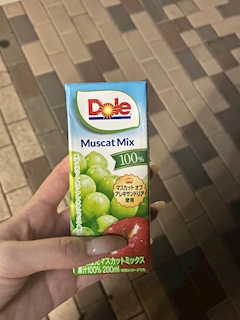 Dole
Muscat Mix
100%
マスカット オブ
アレキサンドリア
使用
マスカットミックス
果汁100% 200ml